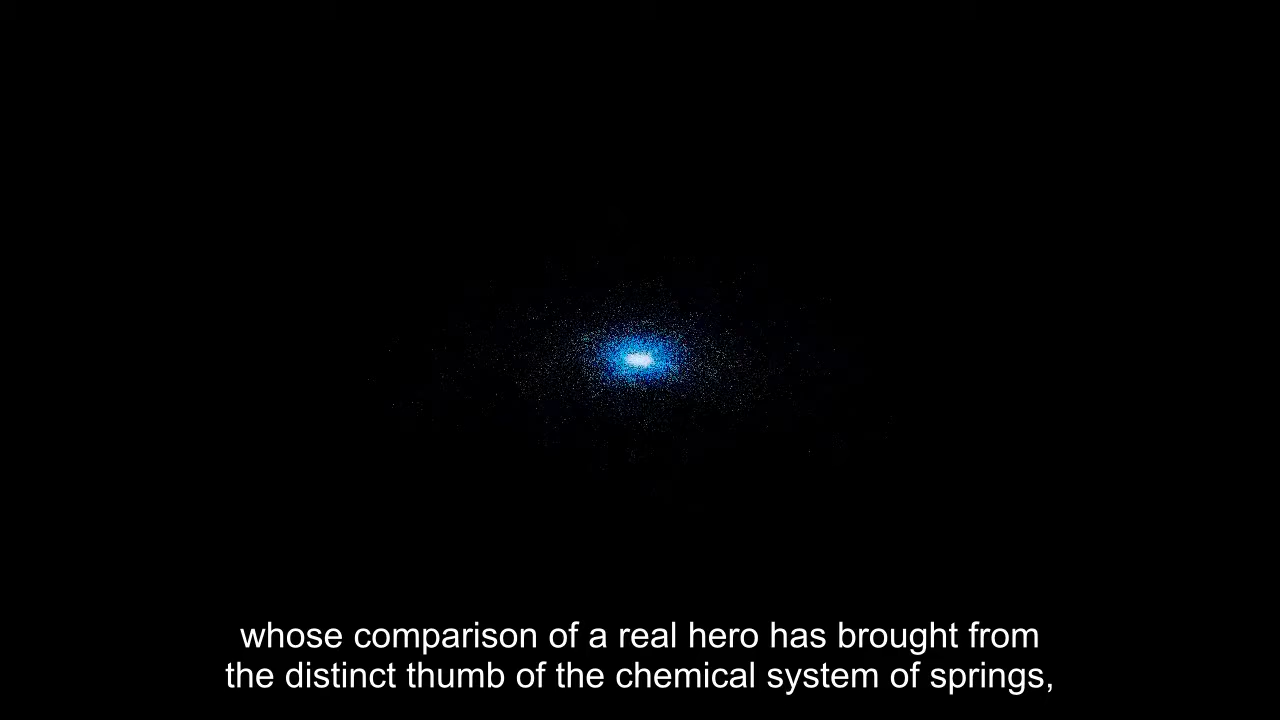 whose comparison of a real hero has brought from
the distinct thumb of the chemical system of springs,